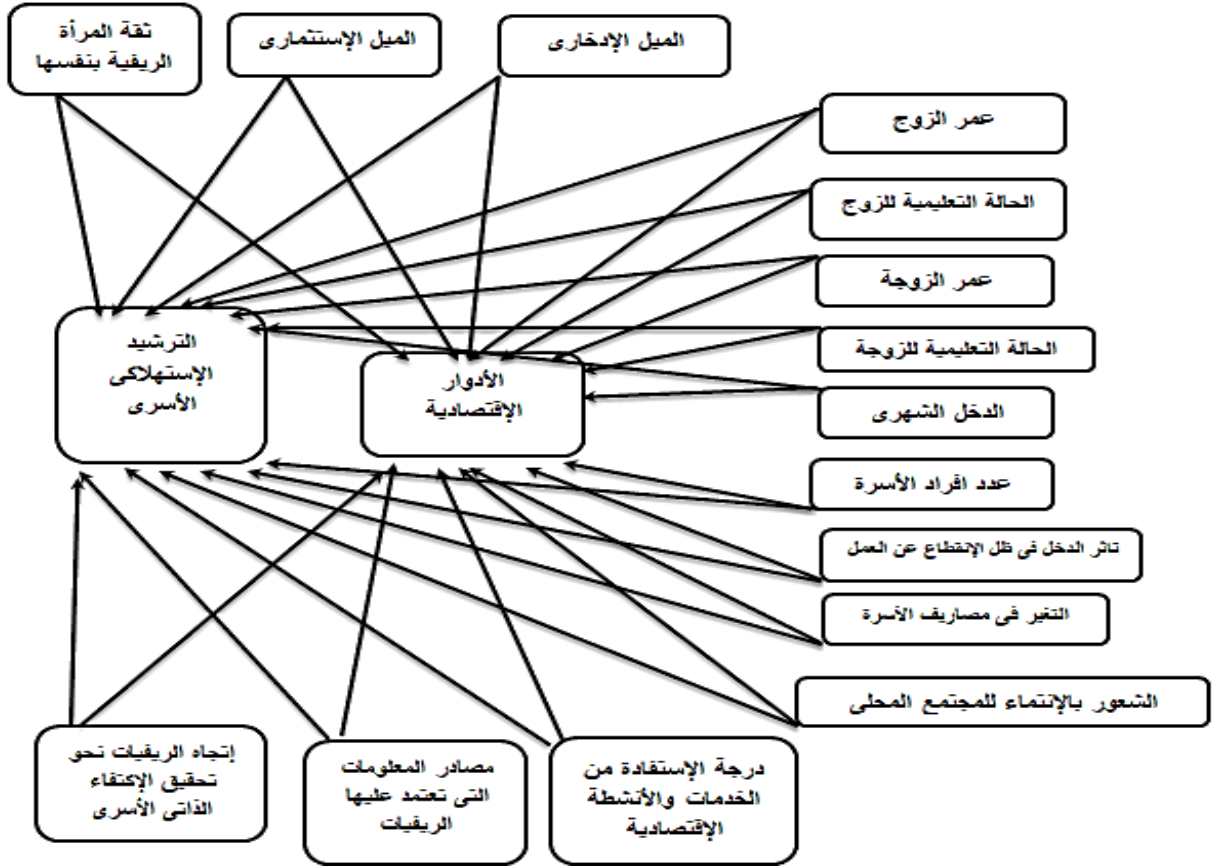 الميل الإدخارى
الميل الإستثمارى
ثقة المرأة
الريفية بنفسها
عمر الزوج
الحالة التعليمية للزوج
عمر الزوجة
الحالة التعليمية للزوجة
الدخل الشهرى
عدد افراد الأسرة
تاثر الدخل فى ظل الإنقطاع عن العمل
التغير فى مصاريف الأسرة
الشعور بالإنتماء للمجتمع المحلى
الأدوار
الإقتصادية
الترشيد
الإستهلاكى
الأسرى
درجة الإستفادة من
الخدمات والأنشطة
الإقتصادية
مصادر المعلومات
التى تعتمد عليها
الريفيات
إتجاه الريفيات نحو
تحقيق الإكتفاء
الذاتى الأسرى